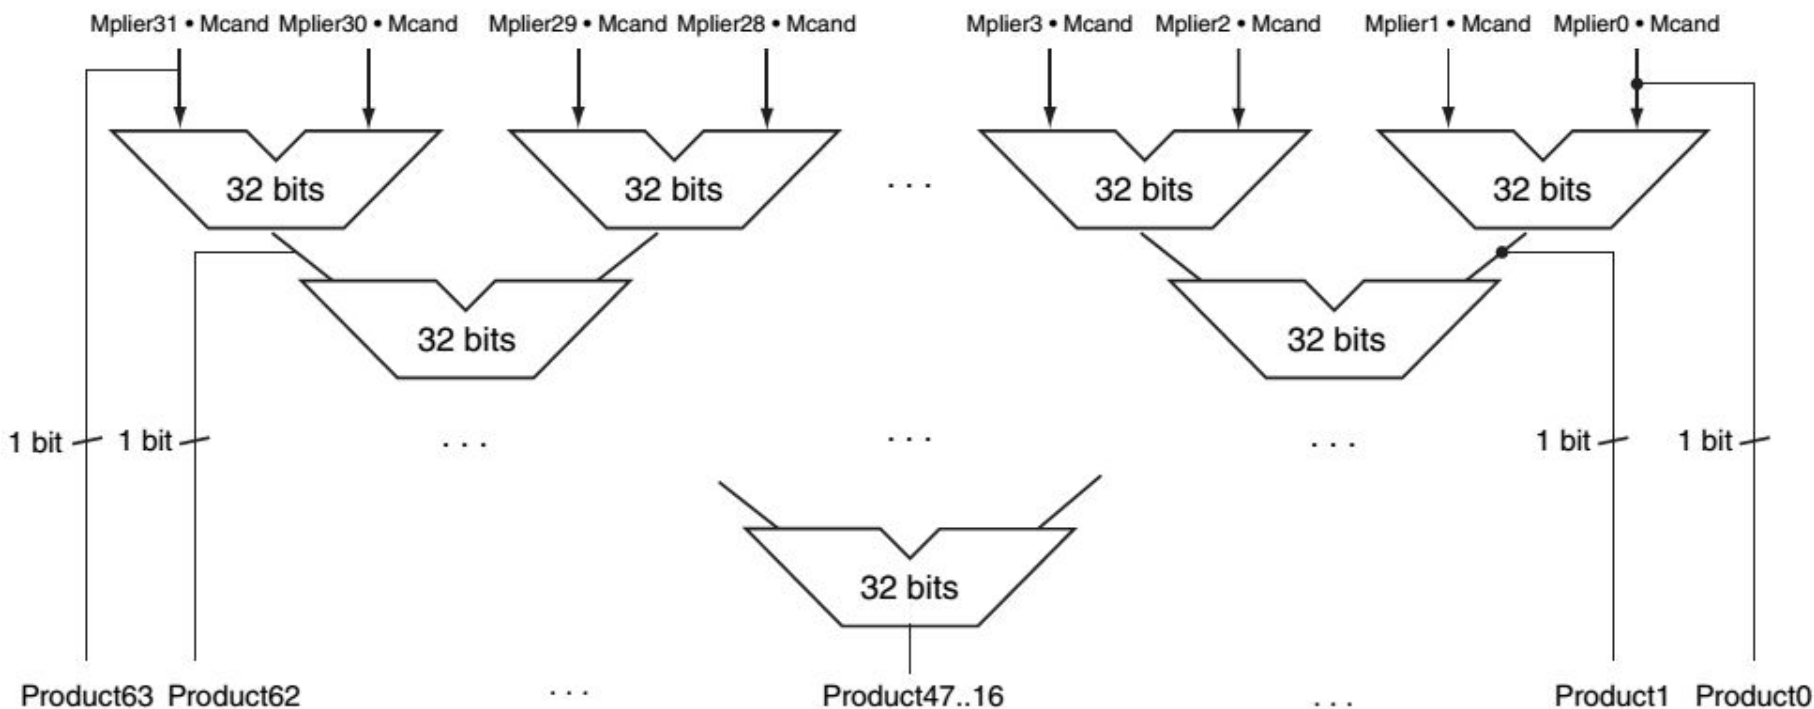 Mplier31 • Mcand Mplier30 • Mcand Mplier29 • Mcand Mplier28 • Mcand Mplier3 • Mcand Mplier2 • Mcand Mplier1 • Mcand Mplier0 • Mcand
32 bits 32 bits . . . 32 bits 32 bits
32 bits 32 bits
1 bit 1 bit . . . . . . . . . 1 bit 1 bit
32 bits
Product63 Product62 . . . Product47..16 . . . Product1 Product0